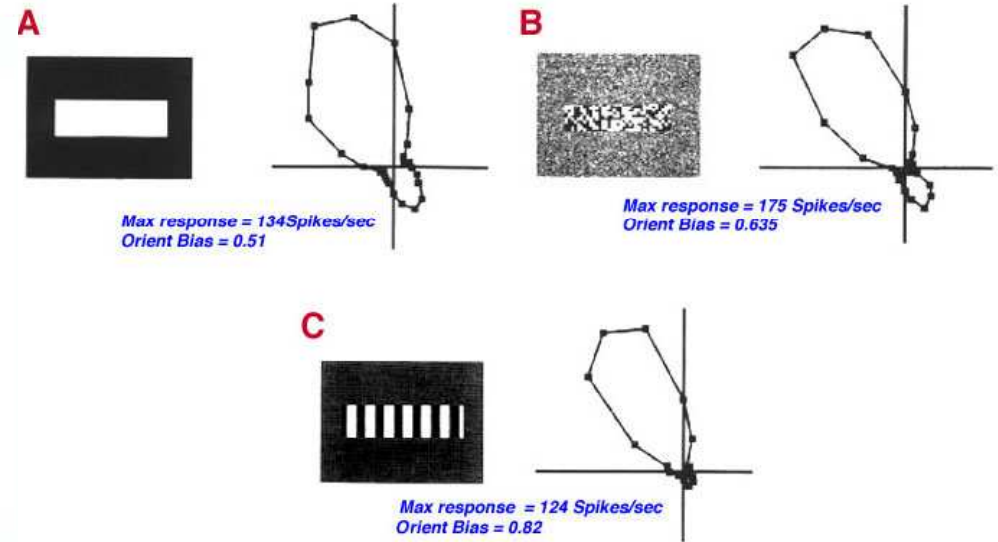 A
Max response = 134Spikes/sec
Orient Bias = 0.51
B
Max response = 175 Spikes/sec
Orient Bias = 0.635
C
Max response = 124 Spikes/sec
Orient Bias = 0.82